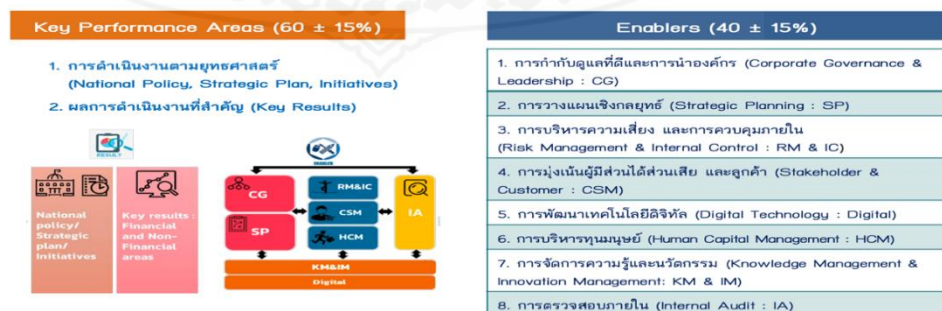 Key Performance Areas (60 ± 15%)
1. การดำเนินงานตามยุทธศาสตร์
(National Policy, Strategic Plan, Initiatives)
2. ผลการดำเนินงานที่สำคัญ (Key Results)
RESULT
National
policy/
Strategic
plan/
Initiatives
Key results :
Financial
and Non-
Financial
areas
CG
SP
RM&IC
CSM
HCM
IA
KM&IM
Digital
Enablers (40 ± 15%)
1. การกำกับดูแลที่ดีและการนำองค์กร (Corporate Governance &
Leadership : CG)
2. การวางแผนเชิงกลยุทธ์ (Strategic Planning : SP)
3. การบริหารความเสี่ยง และการควบคุมภายใน
(Risk Management & Internal Control : RM & IC)
4. การมุ่งเน้นผู้มีส่วนได้ส่วนเสีย และลูกค้า (Stakeholder &
Customer : CSM)
5. การพัฒนาเทคโนโลยีดิจิทัล (Digital Technology : Digital)
6. การบริหารทุนมนุษย์ (Human Capital Management : HCM)
7. การจัดการความรู้และนวัตกรรม (Knowledge Management &
Innovation Management: KM & IM)
8. การตรวจสอบภายใน (Internal Audit : IA)